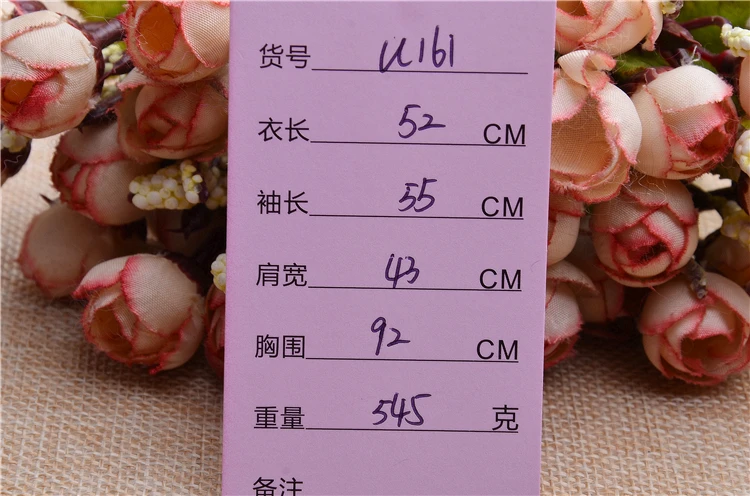 货号 U161
衣长 52 CM
袖长 55 CM
肩宽 43 CM
胸围 92 CM
重量 545 克
备注